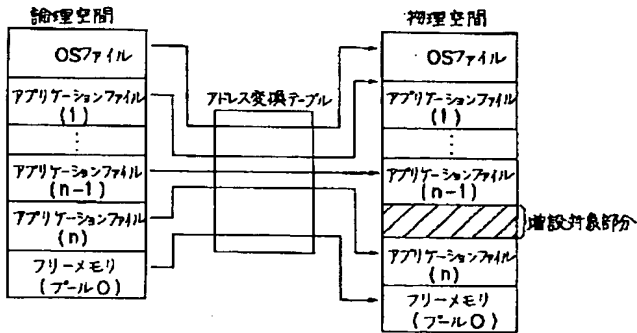 論理空間
OSファイル
アプリケーションファイル
(1)
⋮
アプリケーションファイル
(n-1)
アプリケーションファイル
(n)
フリーメモリ
(プール0)
アドレス変換テーブル
物理空間
OSファイル
アプリケーションファイル
(1)
⋮
アプリケーションファイル
(n-1)
増設対象部分
アプリケーションファイル
(n)
フリーメモリ
(プール0)